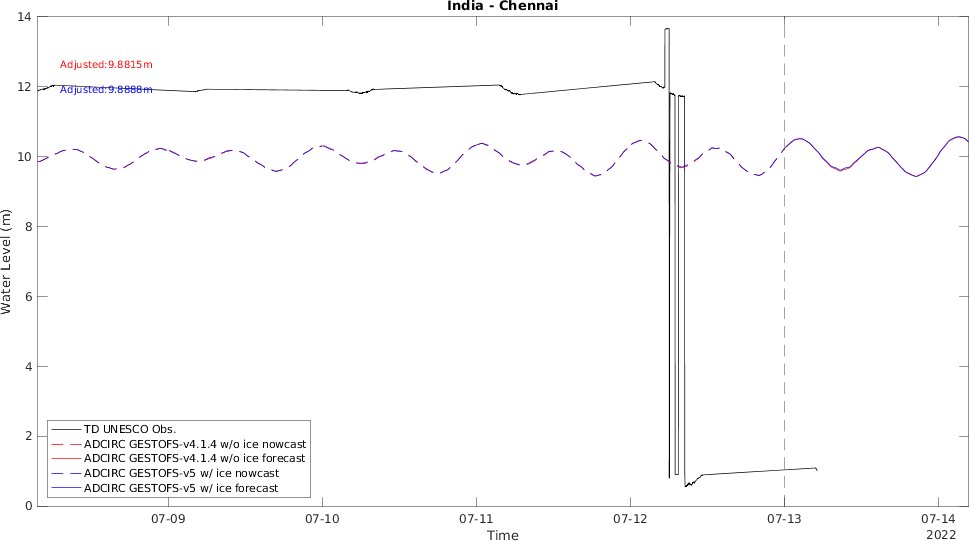 India - Chennai
14
12
10
8
6
4
2
0
Water Level (m)
Adjusted:9.8815m
Adjusted:9.8888m
TD UNESCO Obs.
ADCIRC GESTOFS-v4.1.4 w/o ice nowcast
ADCIRC GESTOFS-v4.1.4 w/o ice forecast
ADCIRC GESTOFS-v5 w/ ice nowcast
ADCIRC GESTOFS-v5 w/ ice forecast
07-09 07-10 07-11 07-12 07-13 07-14
Time
2022